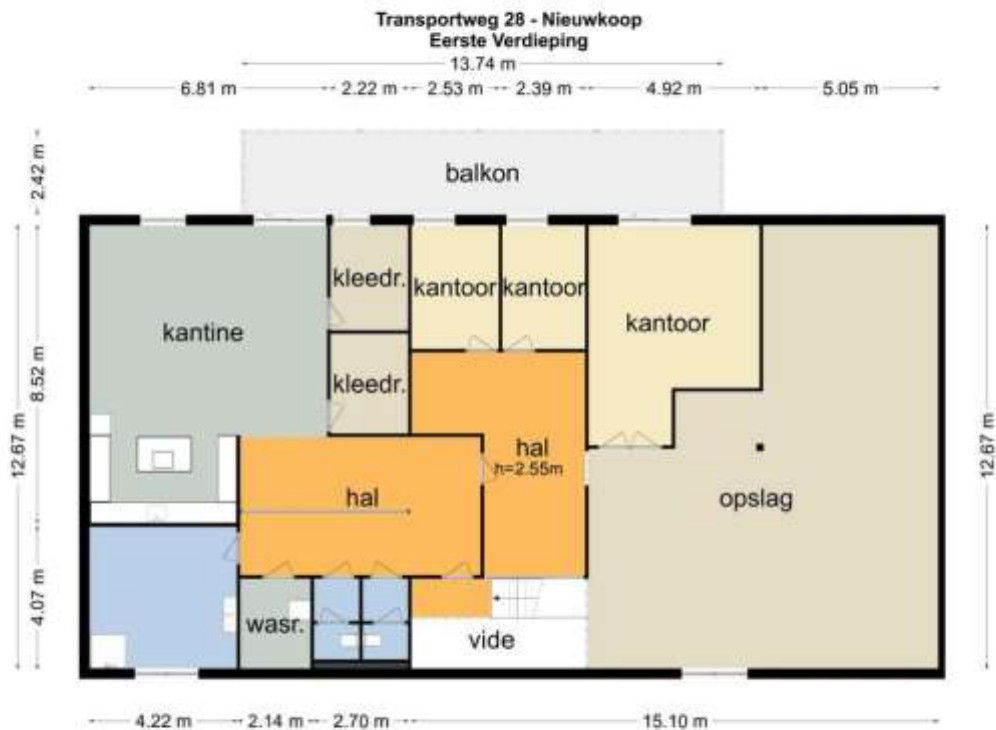 Transportweg 28 - Nieuwkoop
Eerste Verdieping
13.74 m
6.81 m 2.22 m 2.53 m 2.39 m 4.92 m 5.05 m
2.42 m
balkon
12.67 m
8.52 m
4.07 m
12.67 m
kleedr.
kantoor kantoor
kantine
kantoor
kleedr.
hal
h=2.55m
hal
opslag
wasr.
vide
4.22 m 2.14 m 2.70 m 15.10 m